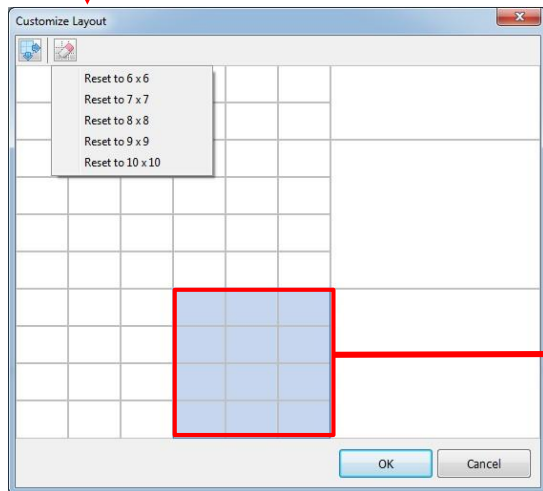 Customize Layout
Reset to 6 x 6
Reset to 7 x 7
Reset to 8 x 8
Reset to 9 x 9
Reset to 10 x 10
OK
Cancel